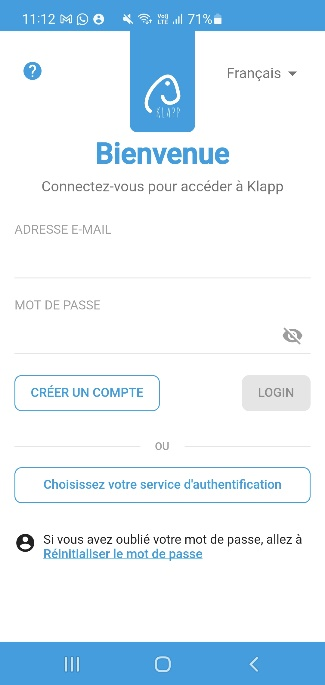 11:12 71%
Français
KLAPP
Bienvenue
Connectez-vous pour accéder à Klapp
ADRESSE E-MAIL
MOT DE PASSE
CRÉER UN COMPTE LOGIN
OU
Choisissez votre service d'authentification
Si vous avez oublié votre mot de passe, allez à
Réinitialiser le mot de passe